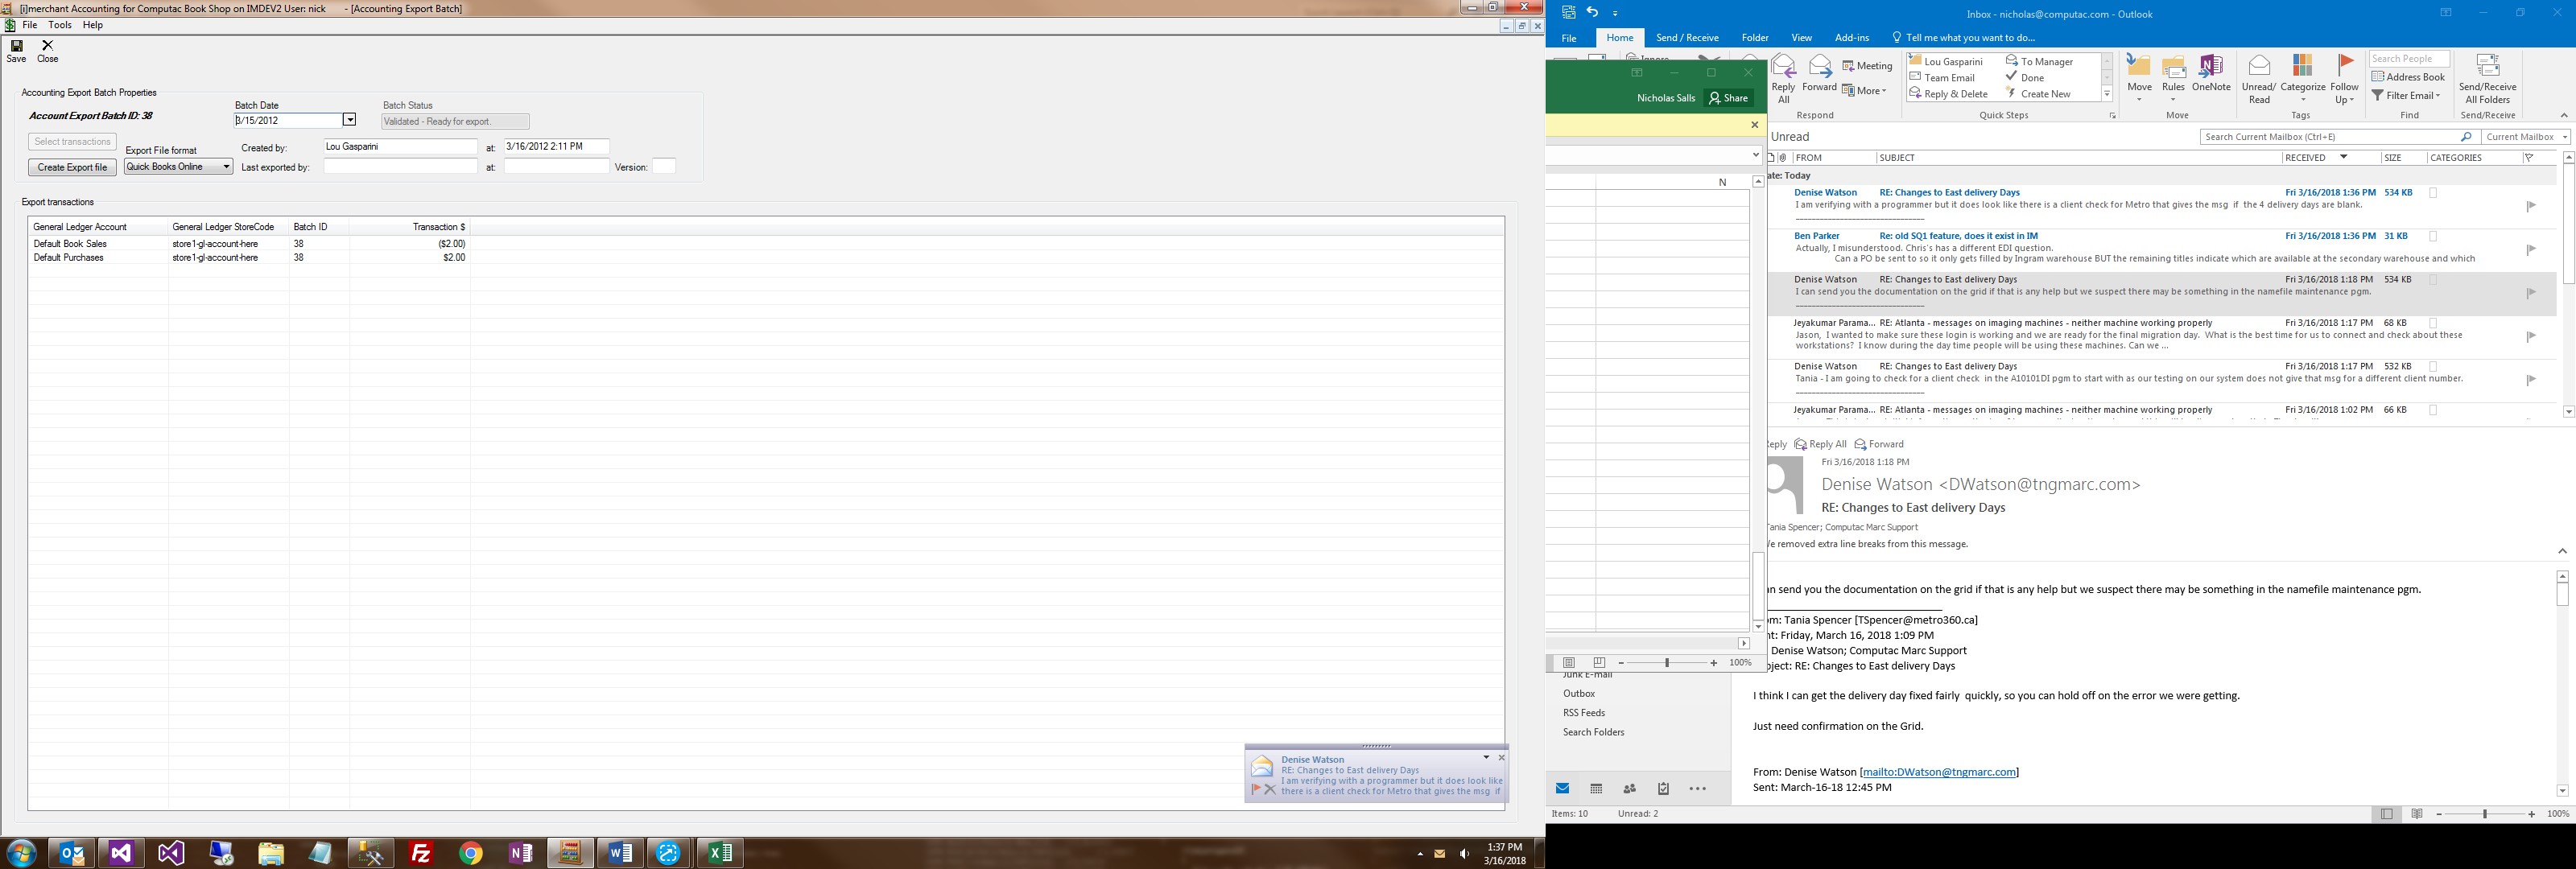 [i]merchant Accounting for Computac Book Shop on IMDEV2 User: nick - [Accounting Export Batch]
File Tools Help
Save Close
Accounting Export Batch Properties
Account Export Batch ID: 38
Batch Date
3/15/2012
Batch Status
Validated - Ready for export.
Select transactions
Export File format
Created by: Lou Gasparini at: 3/16/2012 2:11 PM
Create Export file Quick Books Online Last exported by: at: Version:
Export transactions
General Ledger Account General Ledger StoreCode Batch ID Transaction $
Default Book Sales store1-gl-account-here 38 ($2.00)
Default Purchases store1-gl-account-here 38 $2.00
Denise Watson
RE: Changes to East delivery Days
I am verifying with a programmer but it does look like
there is a client check for Metro that gives the msg if
1:37 PM
3/16/2018
Nicholas Salls Share
N
100%
Inbox - nicholas@computac.com - Outlook
File Home Send / Receive Folder View Add-ins Tell me what you want to do...
Ignore
Reply All
Forward
Meeting
More
Respond
Lou Gasparini To Manager
Team Email Done
Reply & Delete Create New
Quick Steps
Move Rules OneNote
Move
Unread/ Read
Categorize
Follow Up
Tags
Search People
Address Book
Filter Email
Find
Send/Receive All Folders
Send/Receive
Unread
Search Current Mailbox (Ctrl+E) Current Mailbox
FROM SUBJECT RECEIVED SIZE CATEGORIES
ate: Today
Denise Watson RE: Changes to East delivery Days Fri 3/16/2018 1:36 PM 534 KB
I am verifying with a programmer but it does look like there is a client check for Metro that gives the msg if the 4 delivery days are blank.
Ben Parker Re: old SQ1 feature, does it exist in IM Fri 3/16/2018 1:36 PM 31 KB
Actually, I misunderstood. Chris's has a different EDI question.
Can a PO be sent to so it only gets filled by Ingram warehouse BUT the remaining titles indicate which are available at the secondary warehouse and which
Denise Watson RE: Changes to East delivery Days Fri 3/16/2018 1:18 PM 534 KB
I can send you the documentation on the grid if that is any help but we suspect there may be something in the namefile maintenance pgm.
Jeyakumar Parama... RE: Atlanta - messages on imaging machines - neither machine working properly Fri 3/16/2018 1:17 PM 68 KB
Jason, I wanted to make sure these login is working and we are ready for the final migration day. What is the best time for us to connect and check about these
workstations? I know during the day time people will be using these machines. Can we ...
Denise Watson RE: Changes to East delivery Days Fri 3/16/2018 1:17 PM 532 KB
Tania - I am going to check for a client check in the A10101DI pgm to start with as our testing on our system does not give that msg for a different client number.
Jeyakumar Parama... RE: Atlanta - messages on imaging machines - neither machine working properly Fri 3/16/2018 1:02 PM 66 KB
eply Reply All Forward
Fri 3/16/2018 1:18 PM
Denise Watson <DWatson@tngmarc.com>
RE: Changes to East delivery Days
ania Spencer; Computac Marc Support
e removed extra line breaks from this message.
n send you the documentation on the grid if that is any help but we suspect there may be something in the namefile maintenance pgm.
om: Tania Spencer [TSpencer@metro360.ca]
nt: Friday, March 16, 2018 1:09 PM
Denise Watson; Computac Marc Support
bject: RE: Changes to East delivery Days
I think I can get the delivery day fixed fairly quickly, so you can hold off on the error we were getting.
Just need confirmation on the Grid.
From: Denise Watson [mailto:DWatson@tngmarc.com]
Sent: March-16-18 12:45 PM
Junk E-mail
Outbox
RSS Feeds
Search Folders
Items: 10 Unread: 2
100%